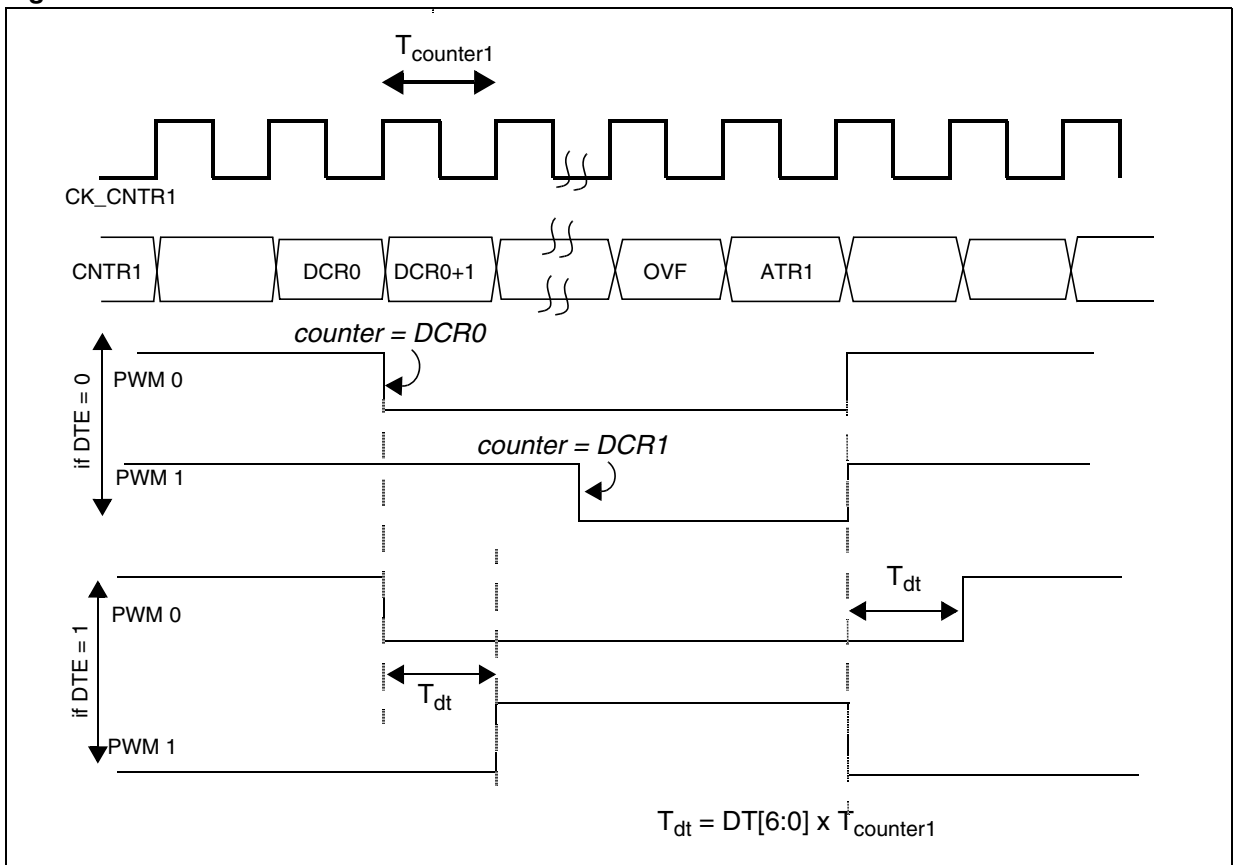 T_counter1
CK_CNTR1
CNTR1
DCR0
DCR0+1
OVF
ATR1
counter = DCR0
if DTE = 0
PWM 0
counter = DCR1
PWM 1
if DTE = 1
PWM 0
T_dt
T_dt
PWM 1
T_dt = DT[6:0] x T_counter1